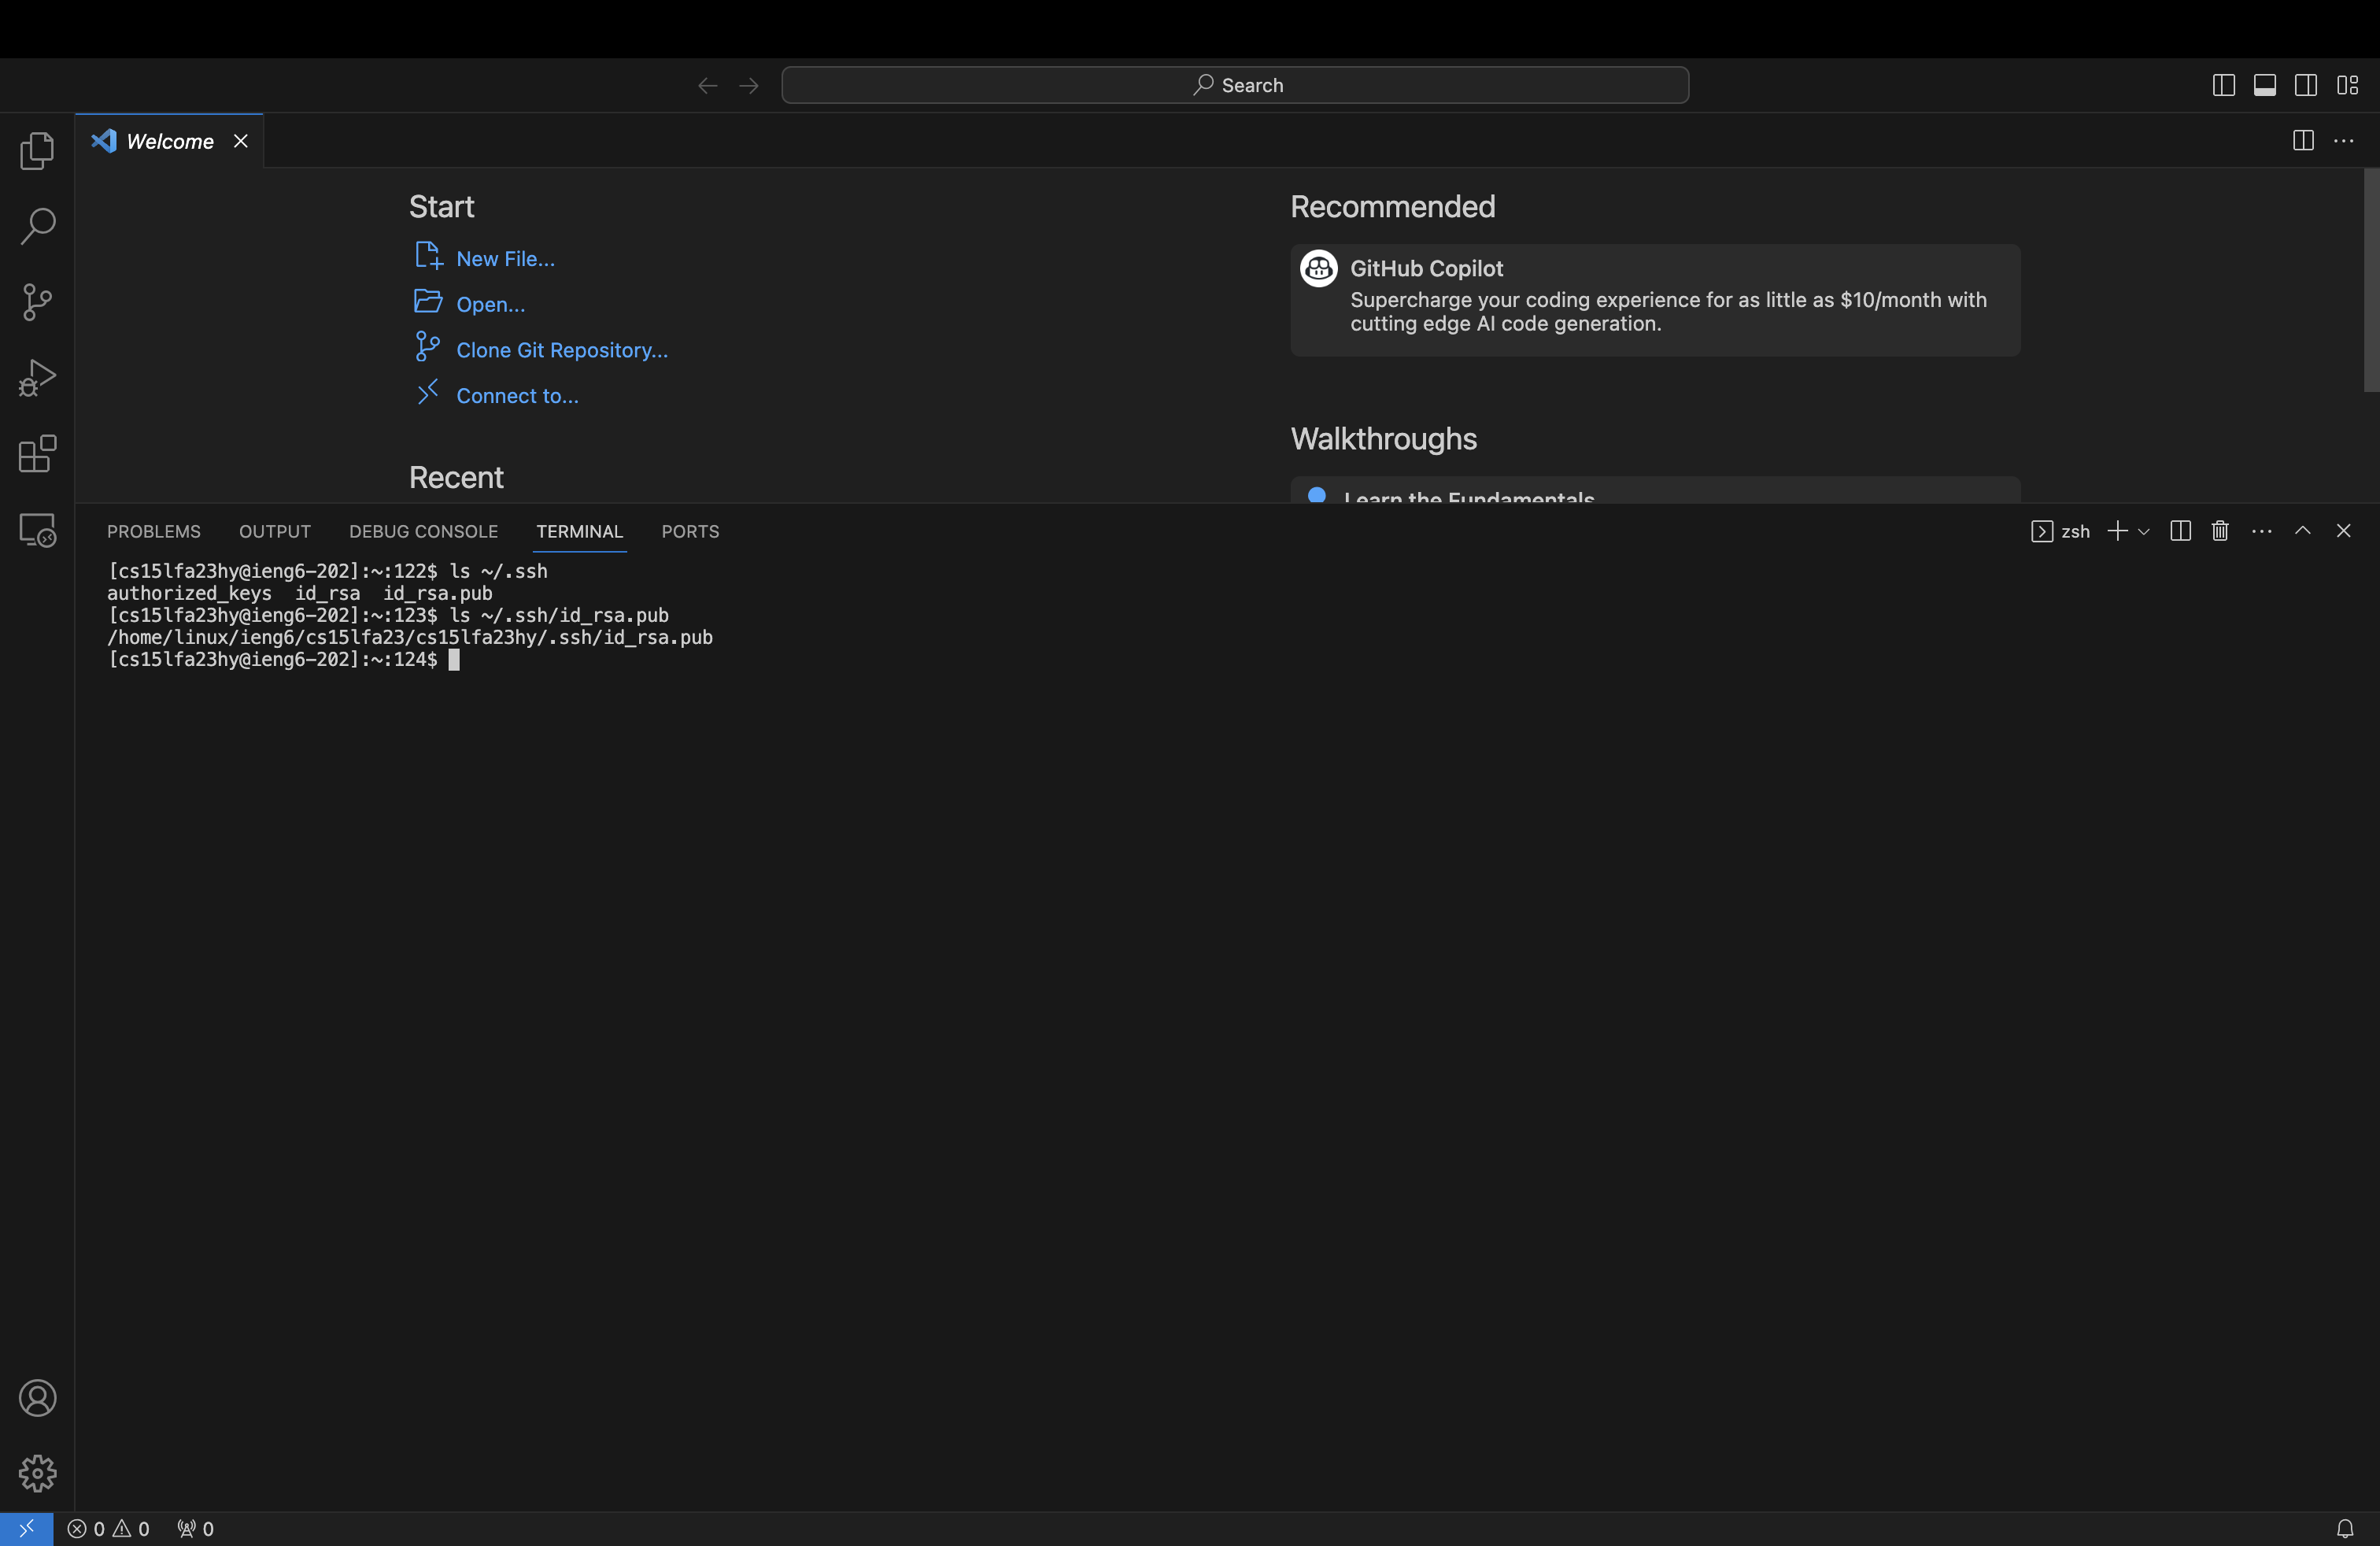 Search
Welcome
Start
New File...
Open...
Clone Git Repository...
Connect to...
Recent
Recommended
GitHub Copilot
Supercharge your coding experience for as little as $10/month with
cutting edge AI code generation.
Walkthroughs
Learn the Fundamentals
PROBLEMS OUTPUT DEBUG CONSOLE TERMINAL PORTS
zsh
[cs15lfa23hy@ieng6-202]:~:122$ ls ~/.ssh
authorized_keys  id_rsa  id_rsa.pub
[cs15lfa23hy@ieng6-202]:~:123$ ls ~/.ssh/id_rsa.pub
/home/linux/ieng6/cs15lfa23/cs15lfa23hy/.ssh/id_rsa.pub
[cs15lfa23hy@ieng6-202]:~:124$
0 0 0